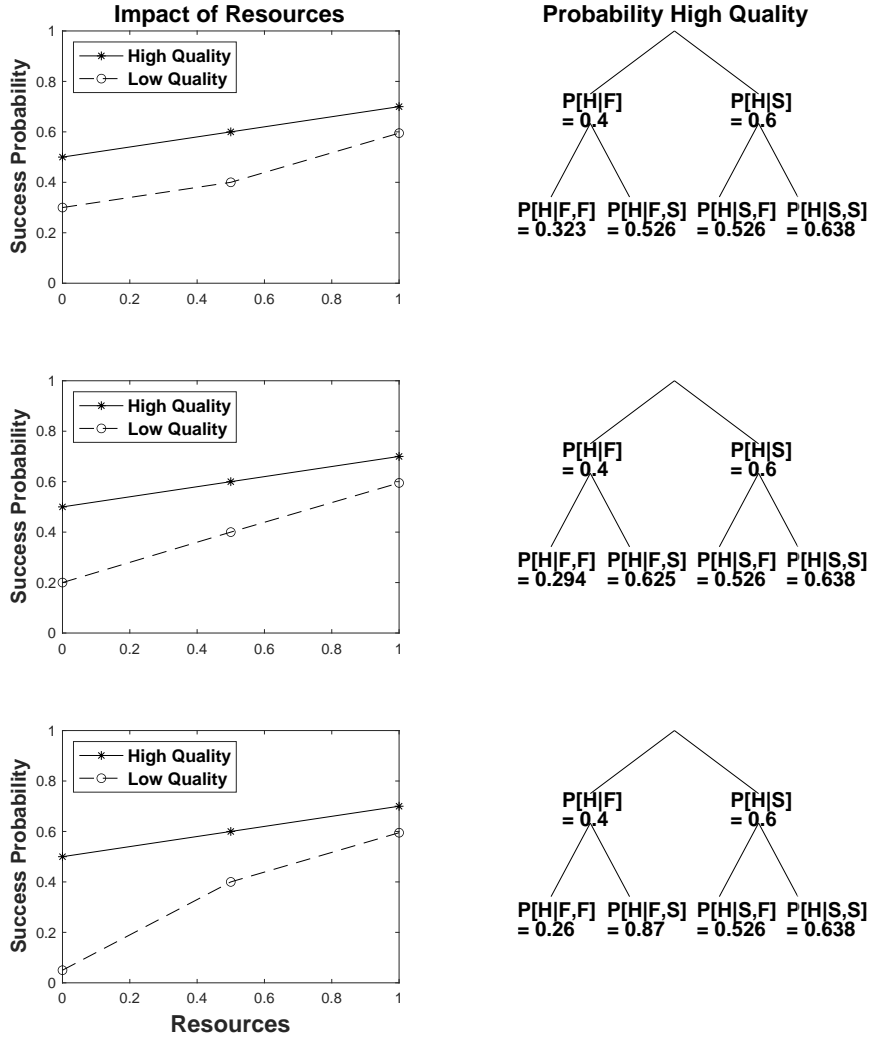 Impact of Resources
Probability High Quality
1
0.8
0.6
0.4
0.2
0
Success Probability
High Quality
Low Quality
0 0.2 0.4 0.6 0.8 1
P[H|F]
= 0.4
P[H|S]
= 0.6
P[H|F,F] P[H|F,S] P[H|S,F] P[H|S,S]
= 0.323 = 0.526 = 0.526 = 0.638
1
0.8
0.6
0.4
0.2
0
Success Probability
High Quality
Low Quality
0 0.2 0.4 0.6 0.8 1
P[H|F]
= 0.4
P[H|S]
= 0.6
P[H|F,F] P[H|F,S] P[H|S,F] P[H|S,S]
= 0.294 = 0.625 = 0.526 = 0.638
1
0.8
0.6
0.4
0.2
0
Success Probability
High Quality
Low Quality
0 0.2 0.4 0.6 0.8 1
Resources
P[H|F]
= 0.4
P[H|S]
= 0.6
P[H|F,F] P[H|F,S] P[H|S,F] P[H|S,S]
= 0.26 = 0.87 = 0.526 = 0.638